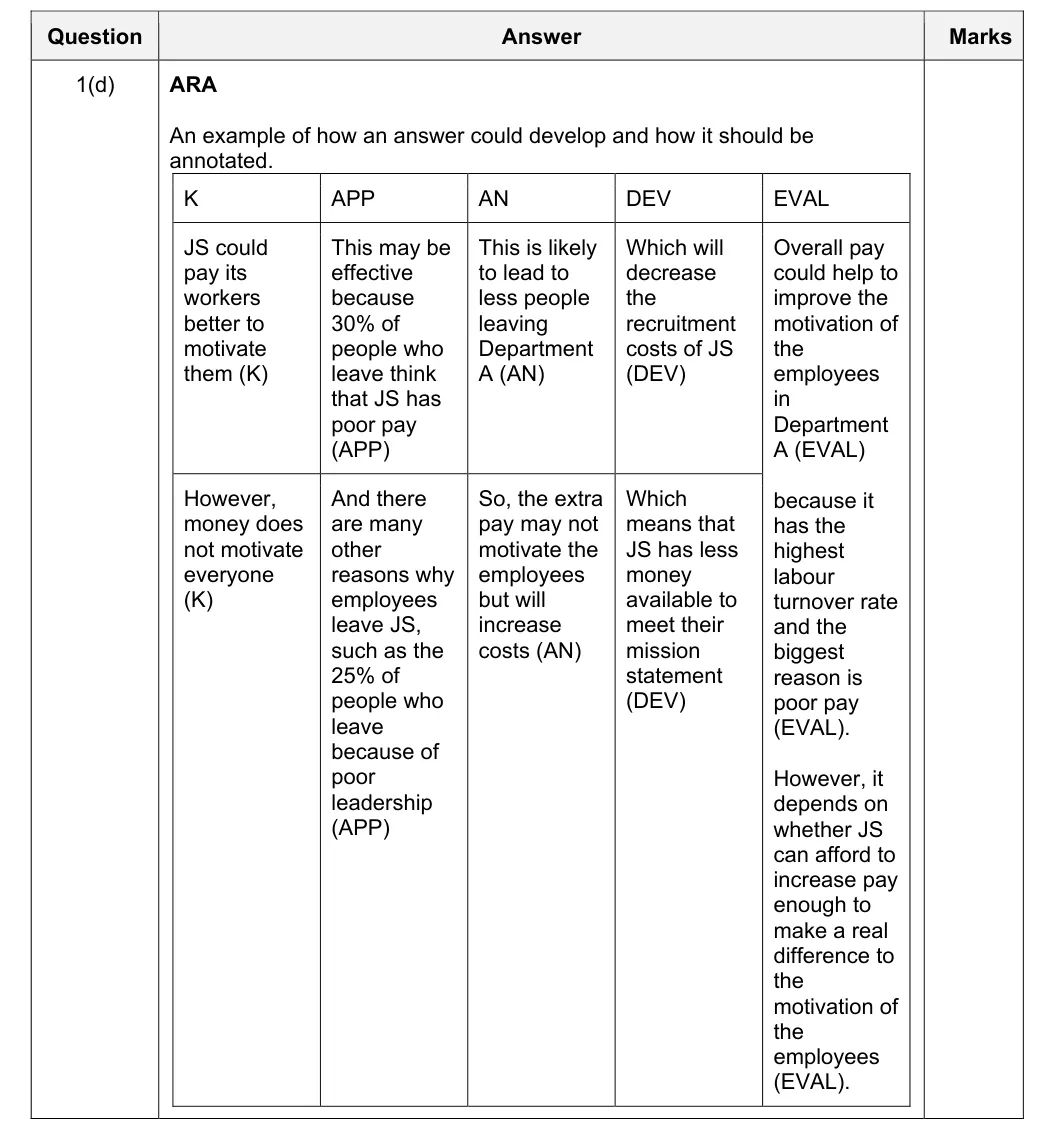 Question Answer Marks
1(d)
ARA
An example of how an answer could develop and how it should be
annotated.
K APP AN DEV EVAL
JS could
pay its
workers
better to
motivate
them (K)
This may be
effective
because
30% of
people who
leave think
that JS has
poor pay
(APP)
This is likely
to lead to
less people
leaving
Department
A (AN)
Which will
decrease
the
recruitment
costs of JS
(DEV)
However,
money does
not motivate
everyone
(K)
And there
are many
other
reasons why
employees
leave JS,
such as the
25% of
people who
leave
because of
poor
leadership
(APP)
So, the extra
pay may not
motivate the
employees
but will
increase
costs (AN)
Which
means that
JS has less
money
available to
meet their
mission
statement
(DEV)
Overall pay
could help to
improve the
motivation of
the
employees
in
Department
A (EVAL)
because it
has the
highest
labour
turnover rate
and the
biggest
reason is
poor pay
(EVAL).
However, it
depends on
whether JS
can afford to
increase pay
enough to
make a real
difference to
the
motivation of
the
employees
(EVAL).